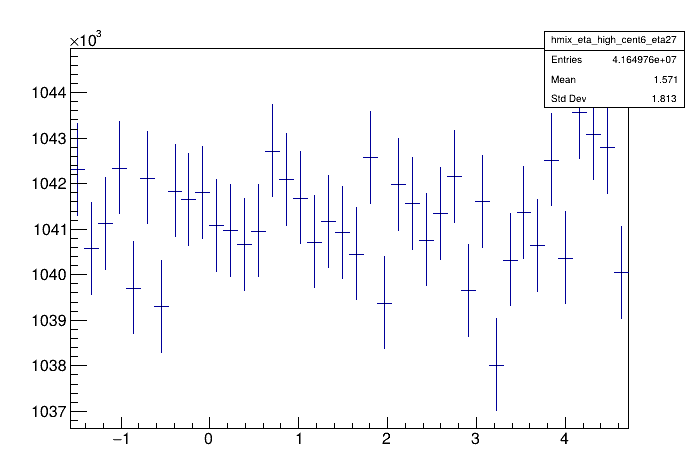 ×10³
hmix_eta_high_cent6_eta27
Entries 4.164976e+07
Mean 1.571
Std Dev 1.813
1044
1043
1042
1041
1040
1039
1038
1037
−1 0 1 2 3 4